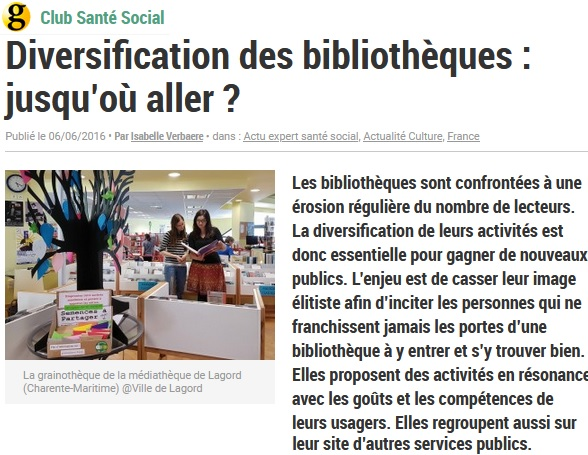 g Club Santé Social
Diversification des bibliothèques :
jusqu'où aller ?
Publié le 06/06/2016 • Par Isabelle Verbaere • dans : Actu expert santé social, Actualité Culture, France
Semences à
Partager
La grainothèque de la médiathèque de Lagord
(Charente-Maritime) @Ville de Lagord
Les bibliothèques sont confrontées à une
érosion régulière du nombre de lecteurs.
La diversification de leurs activités est
donc essentielle pour gagner de nouveaux
publics. L'enjeu est de casser leur image
élitiste afin d'inciter les personnes qui ne
franchissent jamais les portes d'une
bibliothèque à y entrer et s'y trouver bien.
Elles proposent des activités en résonance
avec les goûts et les compétences de
leurs usagers. Elles regroupent aussi sur
leur site d'autres services publics.